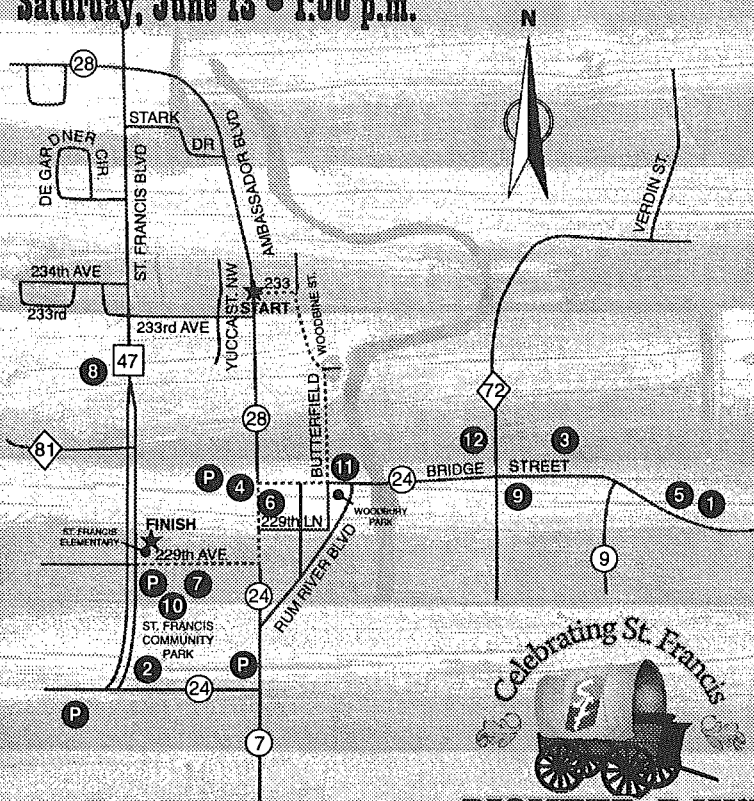 Saturday, June 13 • 1:00 p.m.
N
28
STARK
DR
DE GARDNER CIR.
ST. FRANCIS BLVD
AMBASSADOR BLVD
VERDIN ST.
234th AVE
233rd
233rd AVE
YUCCA ST. NW
233
START
WOODBINE ST.
47
8
72
28
BUTTERFIELD
81
12
3
P
4
11
24
BRIDGE STREET
6
9
5
1
WOODBURY
PARK
229th LN
FINISH
ST. FRANCIS
ELEMENTARY
229th AVE
9
P
7
10
24
RUM RIVER BLVD
ST. FRANCIS
COMMUNITY
PARK
2
P
24
P
7
Celebrating St. Francis